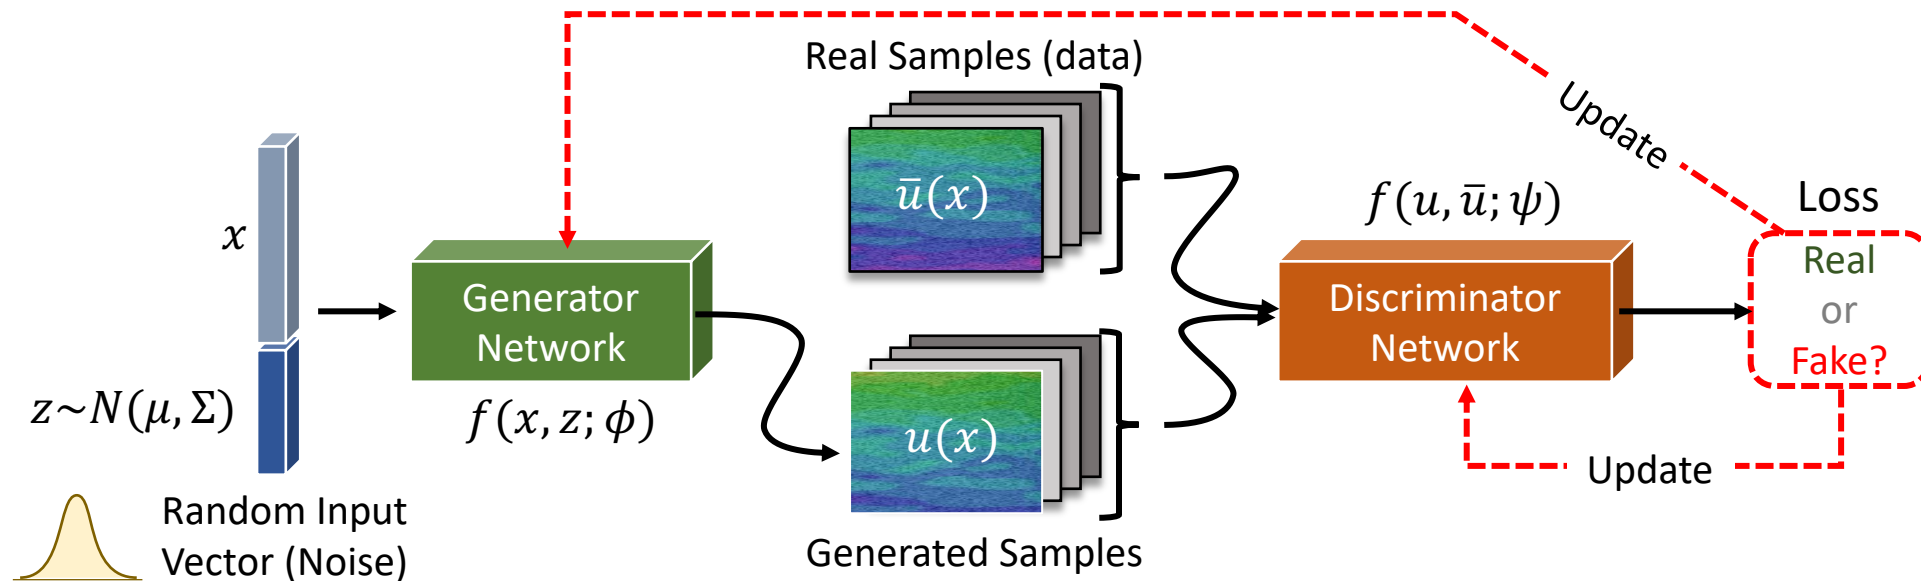 Real Samples (data)
Update
x
ū(x)
f(u, ū; ψ)
Loss
Generator
Network
Discriminator
Network
Real
or
Fake?
z~N(μ, Σ)
f(x, z; ϕ)
u(x)
Update
Random Input
Vector (Noise)
Generated Samples